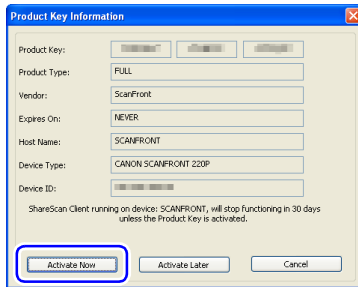 Product Key Information
Product Key:
Product Type: FULL
Vendor: ScanFront
Expires On: NEVER
Host Name: SCANFRONT
Device Type: CANON SCANFRONT 220P
Device ID:
ShareScan Client running on device: SCANFRONT, will stop functioning in 30 days
unless the Product Key is activated.
Activate Now Activate Later Cancel